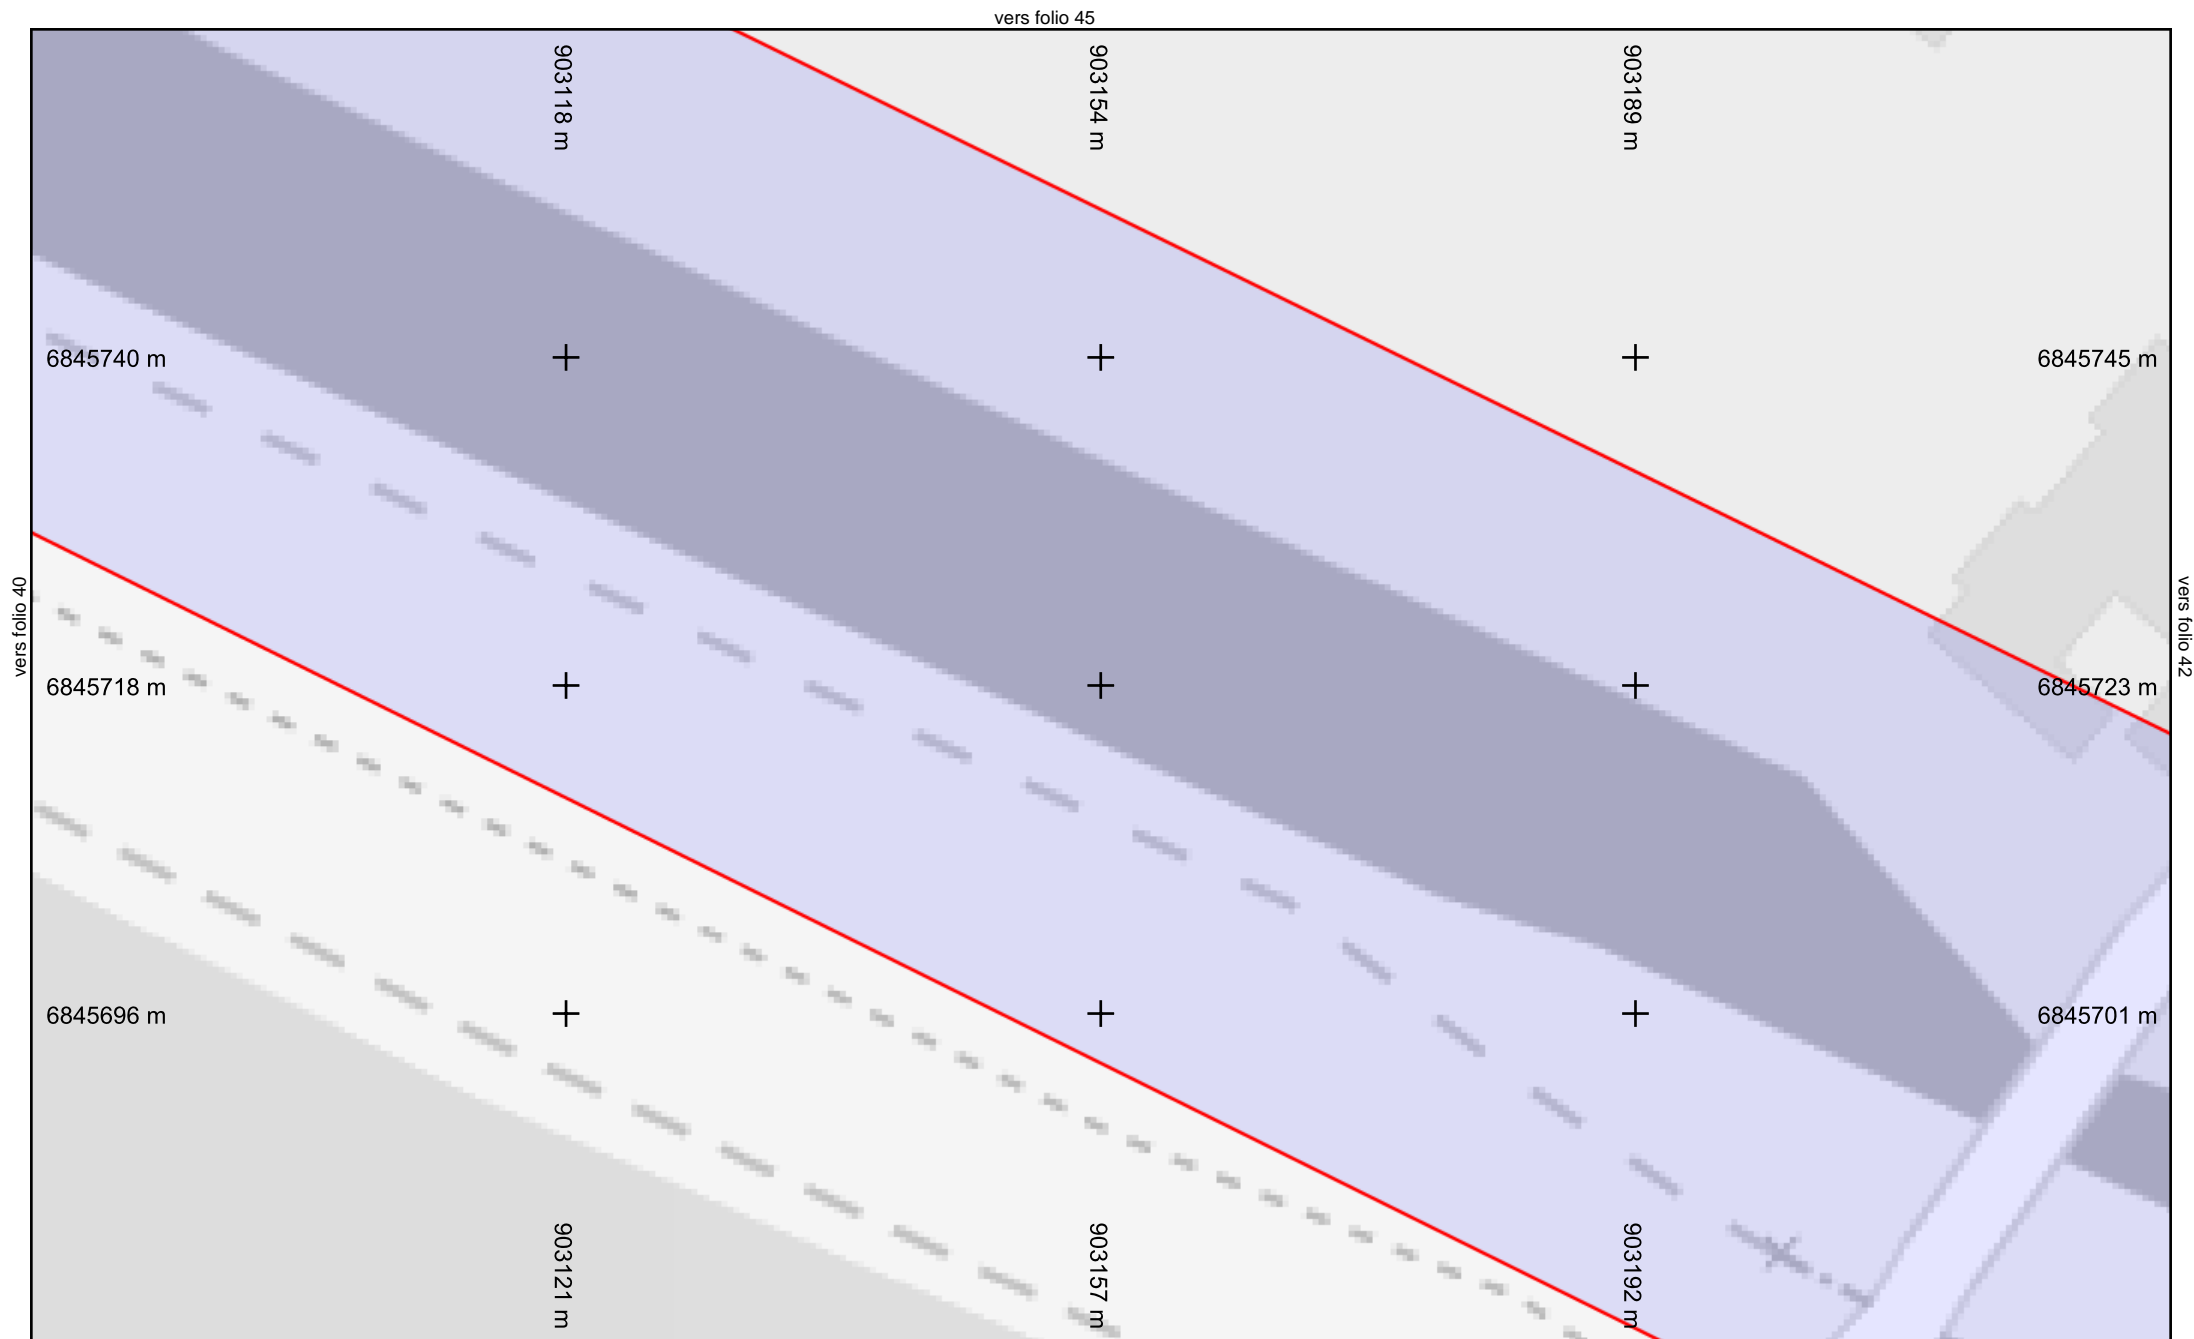 vers folio 45
903118 m
903154 m
903189 m
6845740 m
6845745 m
vers folio 40
vers folio 42
6845718 m
6845723 m
6845696 m
6845701 m
903121 m
903157 m
903192 m